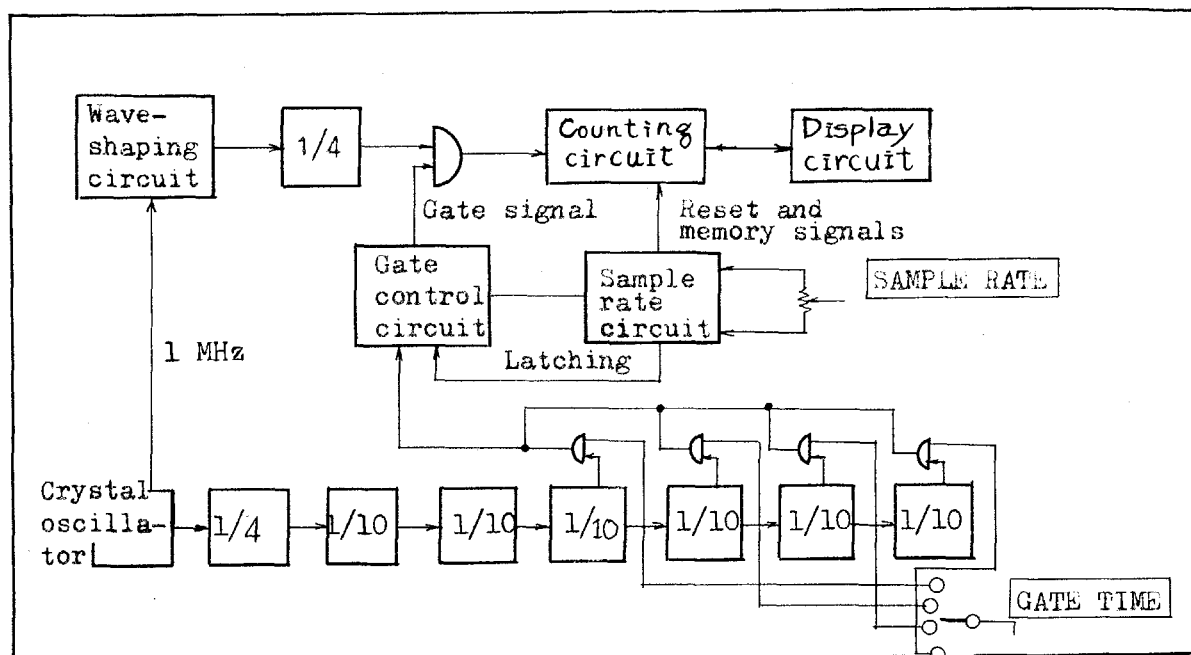 Wave-
shaping
circuit
1/4
Counting
circuit
Display
circuit
Gate signal
Reset and
memory signals
Gate
control
circuit
Sample
rate
circuit
SAMPLE RATE
1 MHz
Latching
Crystal
oscilla-
tor
1/4
1/10
1/10
1/10
1/10
1/10
1/10
GATE TIME